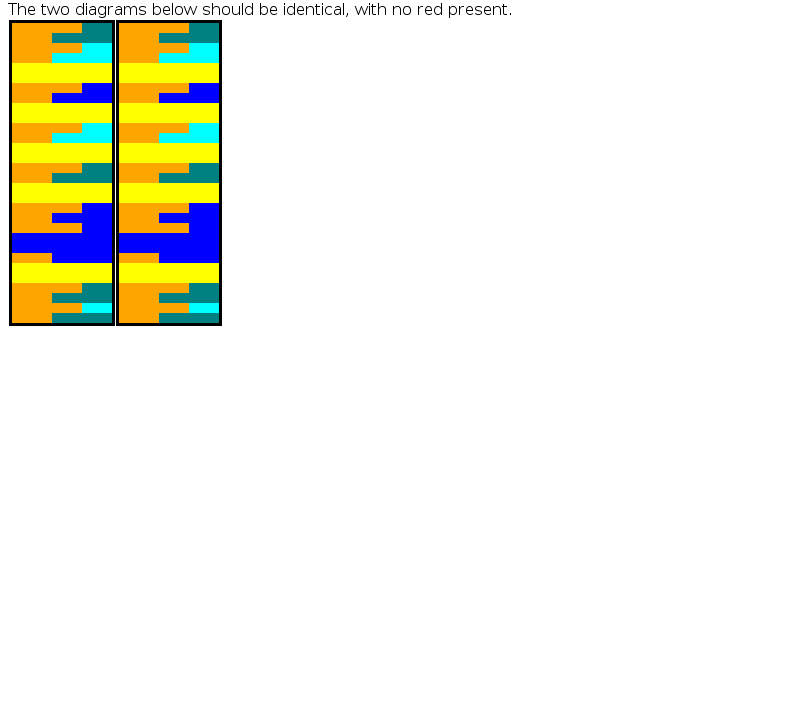 The two diagrams below should be identical, with no red present.